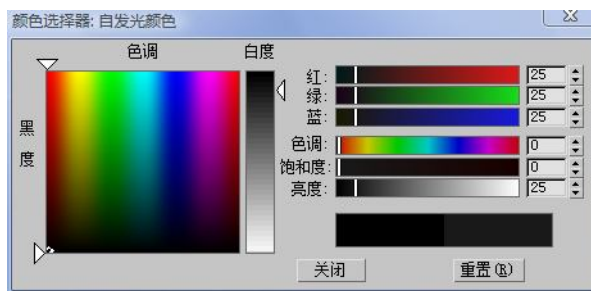 颜色选择器: 自发光颜色
色调
白度
黑
度
红: 25
绿: 25
蓝: 25
色调: 0
饱和度: 0
亮度: 25
关闭
重置(R)